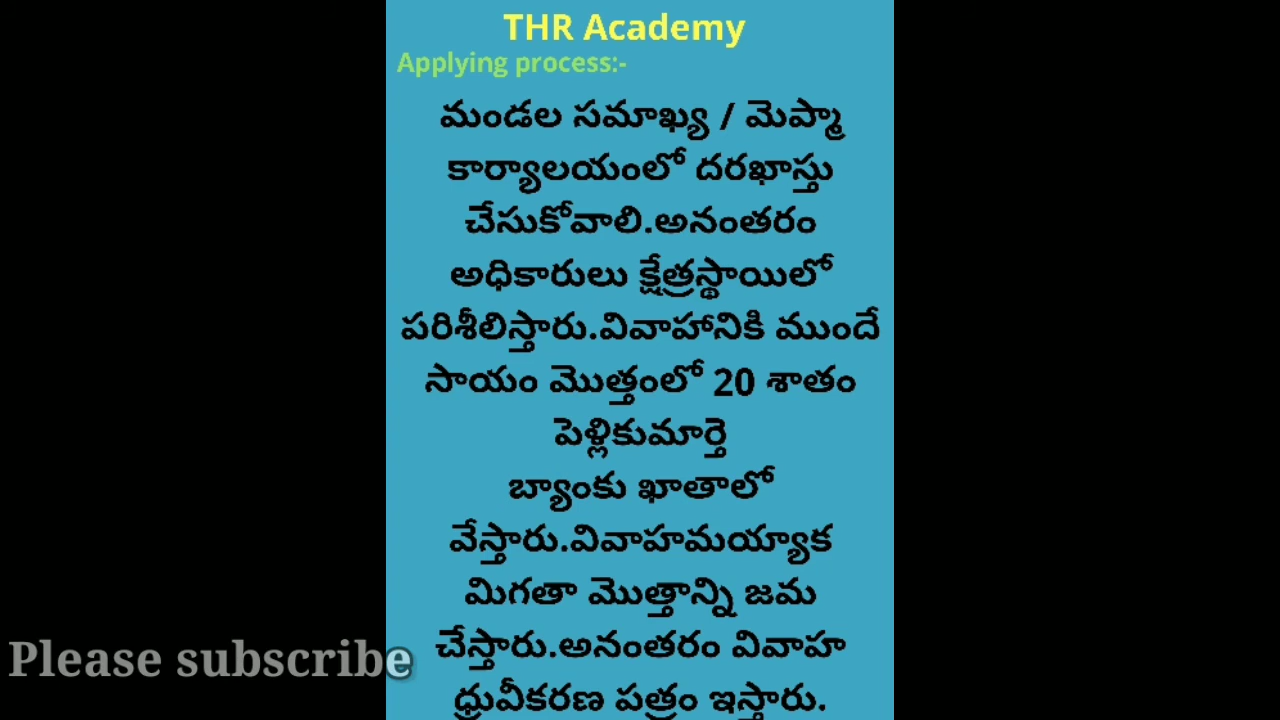 THR Academy
Applying process:-
మండల సమాఖ్య / మెప్మా
కార్యాలయంలో దరఖాస్తు
చేసుకోవాలి.అనంతరం
అధికారులు క్షేత్రస్థాయిలో
పరిశీలిస్తారు.వివాహానికి ముందే
సాయం మొత్తంలో 20 శాతం
పెళ్లికుమార్తె
బ్యాంకు ఖాతాలో
వేస్తారు.వివాహమయ్యాక
మిగతా మొత్తాన్ని జమ
చేస్తారు.అనంతరం వివాహ
ధ్రువీకరణ పత్రం ఇస్తారు.
Please subscribe